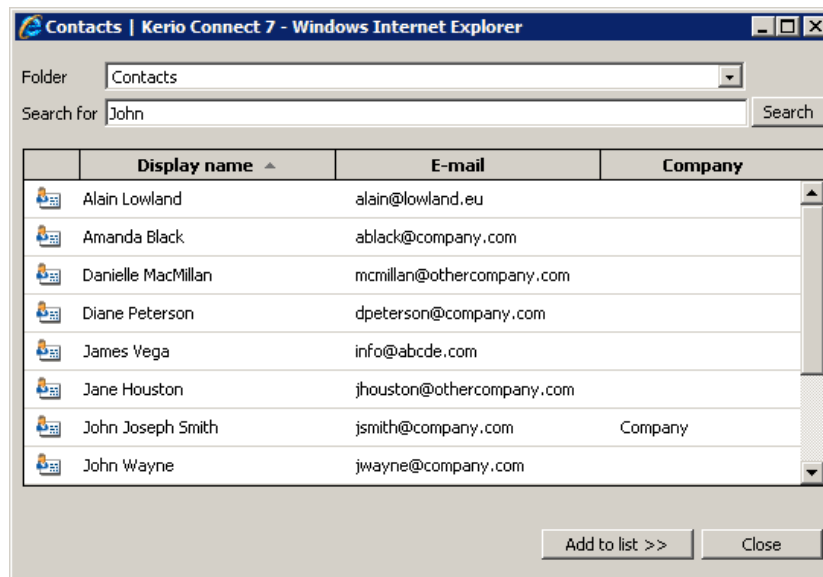 Contacts | Kerio Connect 7 - Windows Internet Explorer
Folder Contacts
Search for John Search
Display name E-mail Company
Alain Lowland alain@lowland.eu
Amanda Black ablack@company.com
Danielle MacMillan mcmillan@othercompany.com
Diane Peterson dpeterson@company.com
James Vega info@abcde.com
Jane Houston jhouston@othercompany.com
John Joseph Smith jsmith@company.com Company
John Wayne jwayne@company.com
Add to list >> Close